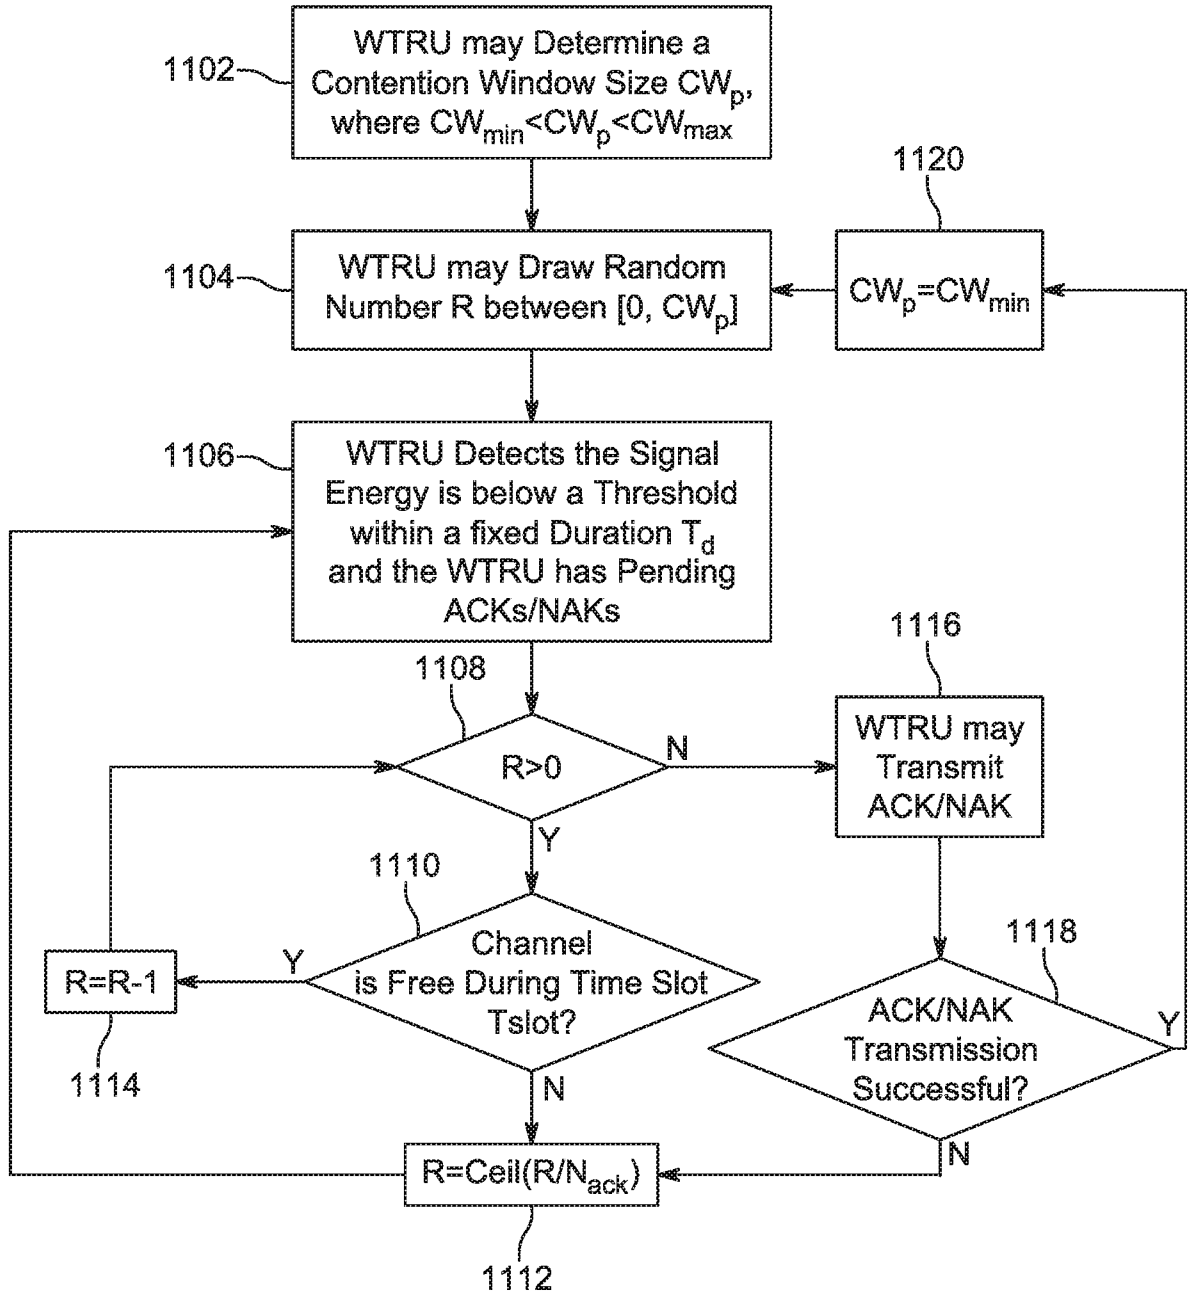 1102
WTRU may Determine a
Contention Window Size CWp,
where CWmin<CWp<CWmax
1104
WTRU may Draw Random
Number R between [0, CWp]
1120
CWp=CWmin
1106
WTRU Detects the Signal
Energy is below a Threshold
within a fixed Duration Td
and the WTRU has Pending
ACKs/NAKs
1108
R>0
N
Y
1116
WTRU may
Transmit
ACK/NAK
1110
Channel
is Free During Time Slot
Tslot?
Y
N
R=R-1
1114
1118
ACK/NAK
Transmission
Successful?
Y
N
R=Ceil(R/Nack)
1112